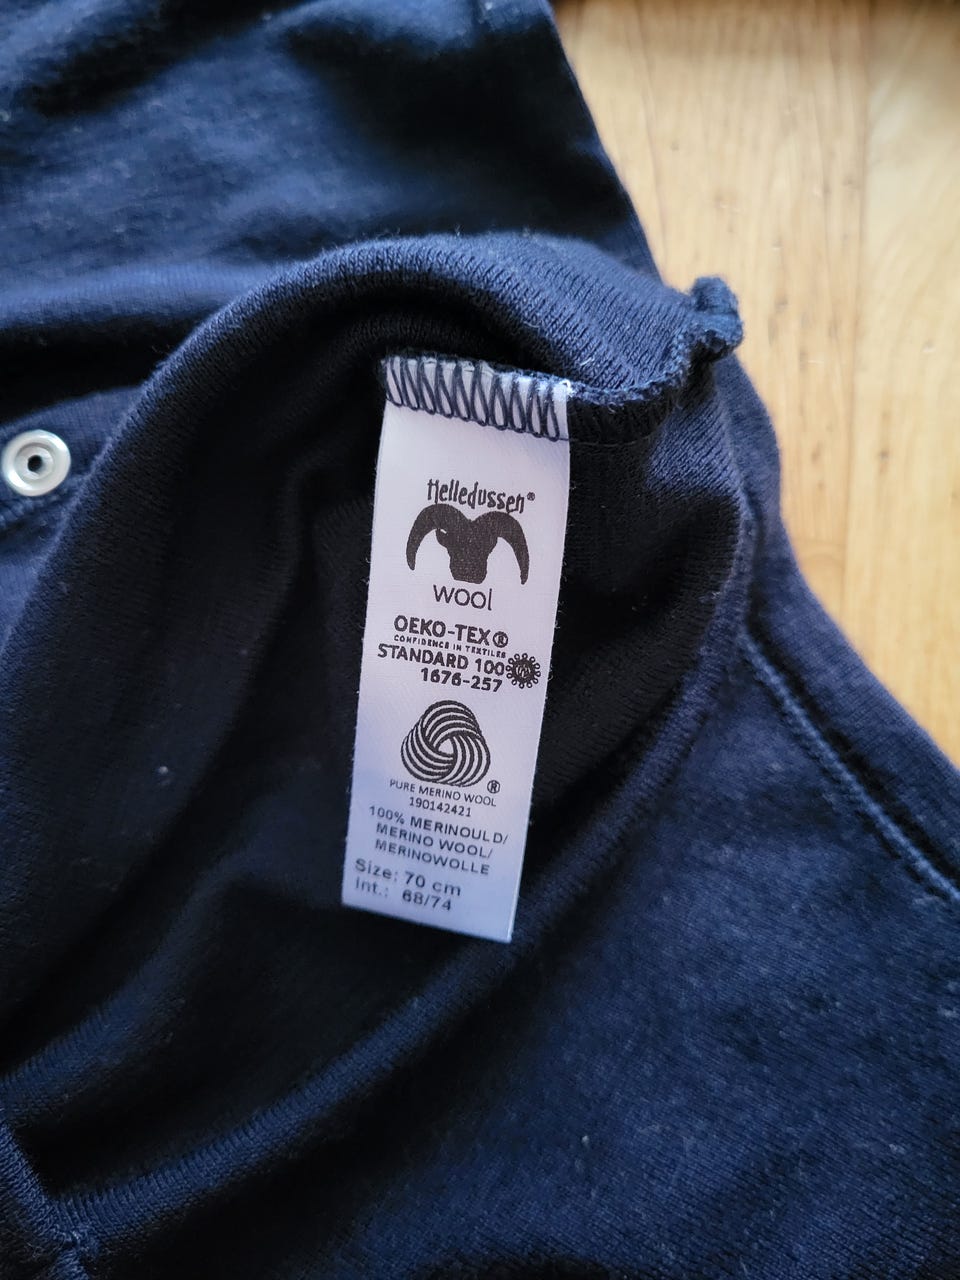 Helledussen®
wool
OEKO-TEX®
CONFIDENCE IN TEXTILES
STANDARD 100
1676-257
®
PURE MERINO WOOL
190142421
100% MERINOULD/
MERINO WOOL/
MERINOWOLLE
Size: 70 cm
Int.: 68/74